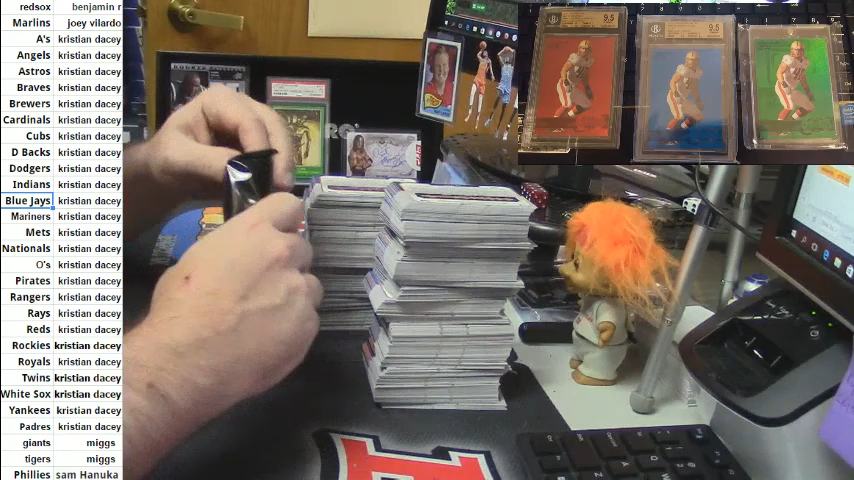 redsox benjamin r
Marlins joey vilardo
A's kristian dacey
Angels kristian dacey
Astros kristian dacey
Braves kristian dacey
Brewers kristian dacey
Cardinals kristian dacey
Cubs kristian dacey
D Backs kristian dacey
Dodgers kristian dacey
Indians kristian dacey
Blue Jays kristian dacey
Mariners kristian dacey
Mets kristian dacey
Nationals kristian dacey
O's kristian dacey
Pirates kristian dacey
Rangers kristian dacey
Rays kristian dacey
Reds kristian dacey
Rockies kristian dacey
Royals kristian dacey
Twins kristian dacey
White Sox kristian dacey
Yankees kristian dacey
Padres kristian dacey
giants miggs
tigers miggs
Phillies sam Hanuka
9.5
9.5